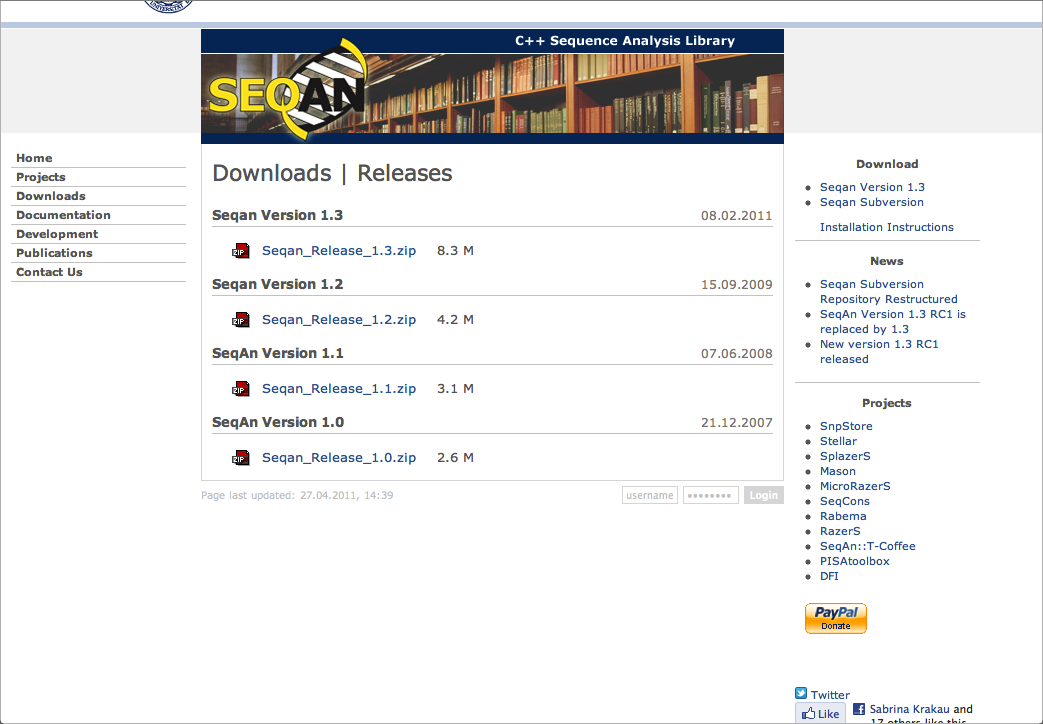 C++ Sequence Analysis Library
SEQAN
Home
Projects
Downloads
Documentation
Development
Publications
Contact Us
Downloads | Releases
Seqan Version 1.3 08.02.2011
ZIP Seqan_Release_1.3.zip 8.3 M
Seqan Version 1.2 15.09.2009
ZIP Seqan_Release_1.2.zip 4.2 M
SeqAn Version 1.1 07.06.2008
ZIP Seqan_Release_1.1.zip 3.1 M
SeqAn Version 1.0 21.12.2007
ZIP Seqan_Release_1.0.zip 2.6 M
Page last updated: 27.04.2011, 14:39
username •••••••• Login
Download
Seqan Version 1.3
Seqan Subversion
Installation Instructions
News
Seqan Subversion
Repository Restructured
SeqAn Version 1.3 RC1 is
replaced by 1.3
New version 1.3 RC1
released
Projects
SnpStore
Stellar
SplazerS
Mason
MicroRazerS
SeqCons
Rabema
RazerS
SeqAn::T-Coffee
PISAtoolbox
DFI
PayPal
Donate
Twitter
Like
Sabrina Krakau and
17 others like this